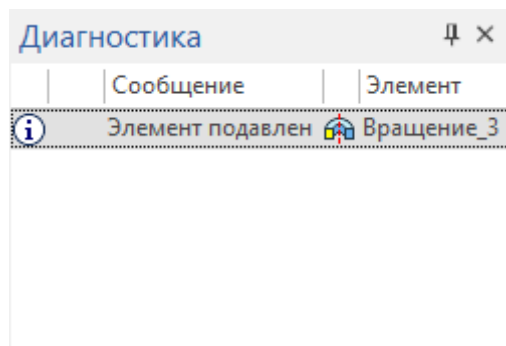 Диагностика
Сообщение Элемент
Элемент подавлен Вращение_3